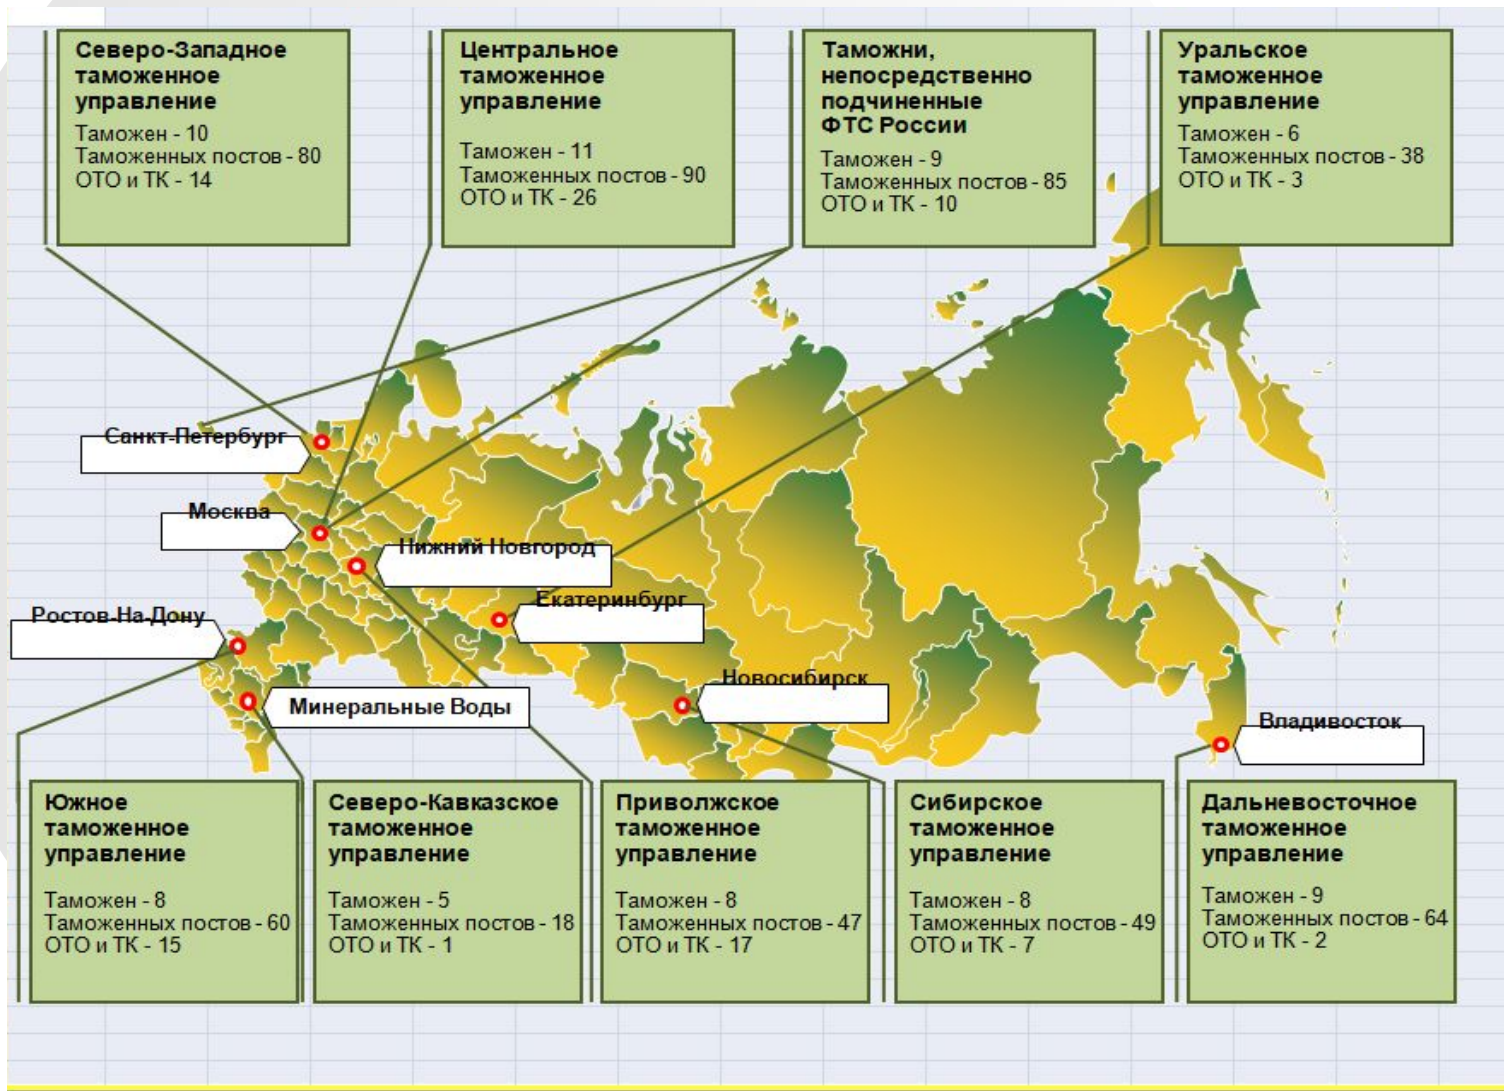 Северо-Западное
таможенное
управление
Таможен - 10
Таможенных постов - 80
ОТО и ТК - 14
Центральное
таможенное
управление
Таможен - 11
Таможенных постов - 90
ОТО и ТК - 26
Таможни,
непосредственно
подчиненные
ФТС России
Таможен - 9
Таможенных постов - 85
ОТО и ТК - 10
Уральское
таможенное
управление
Таможен - 6
Таможенных постов - 38
ОТО и ТК - 3
Санкт-Петербург
Москва
Нижний Новгород
Екатеринбург
Ростов-На-Дону
Новосибирск
Минеральные Воды
Владивосток
Южное
таможенное
управление
Таможен - 8
Таможенных постов - 60
ОТО и ТК - 15
Северо-Кавказское
таможенное
управление
Таможен - 5
Таможенных постов - 18
ОТО и ТК - 1
Приволжское
таможенное
управление
Таможен - 8
Таможенных постов - 47
ОТО и ТК - 17
Сибирское
таможенное
управление
Таможен - 8
Таможенных постов - 49
ОТО и ТК - 7
Дальневосточное
таможенное
управление
Таможен - 9
Таможенных постов - 64
ОТО и ТК - 2